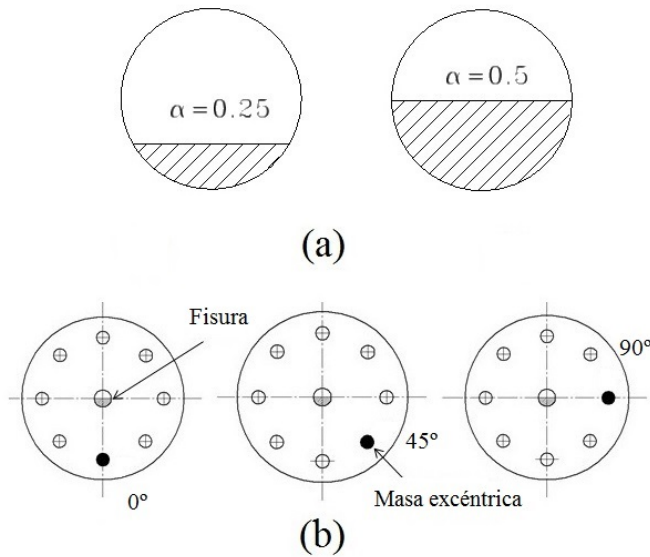 α = 0.25
α = 0.5
(a)
Fisura
90º
45º
Masa excéntrica
0º
(b)